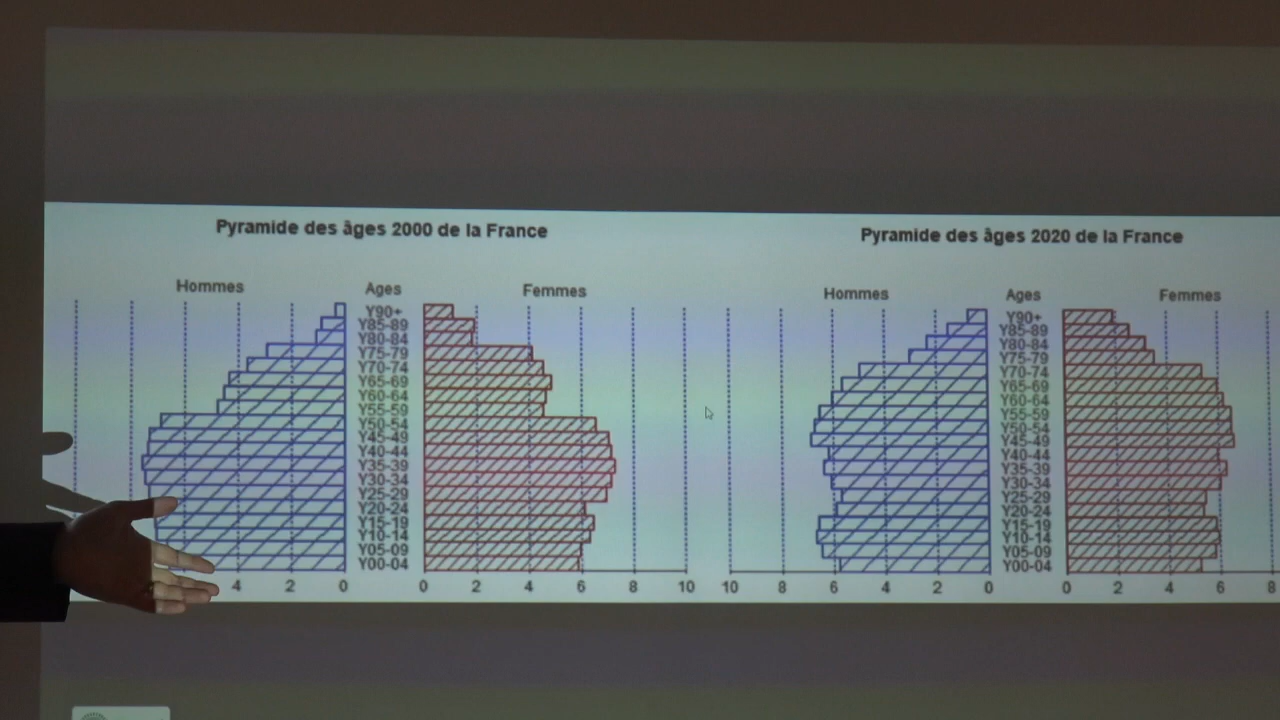 Pyramide des âges 2000 de la France
Hommes Ages Femmes
Y90+
Y85-89
Y80-84
Y75-79
Y70-74
Y65-69
Y60-64
Y55-59
Y50-54
Y45-49
Y40-44
Y35-39
Y30-34
Y25-29
Y20-24
Y15-19
Y10-14
Y05-09
Y00-04
4 2 0 0 2 4 6 8 10
Pyramide des âges 2020 de la France
Hommes Ages Femmes
Y90+
Y85-89
Y80-84
Y75-79
Y70-74
Y65-69
Y60-64
Y55-59
Y50-54
Y45-49
Y40-44
Y35-39
Y30-34
Y25-29
Y20-24
Y15-19
Y10-14
Y05-09
Y00-04
10 8 6 4 2 0 0 2 4 6 8